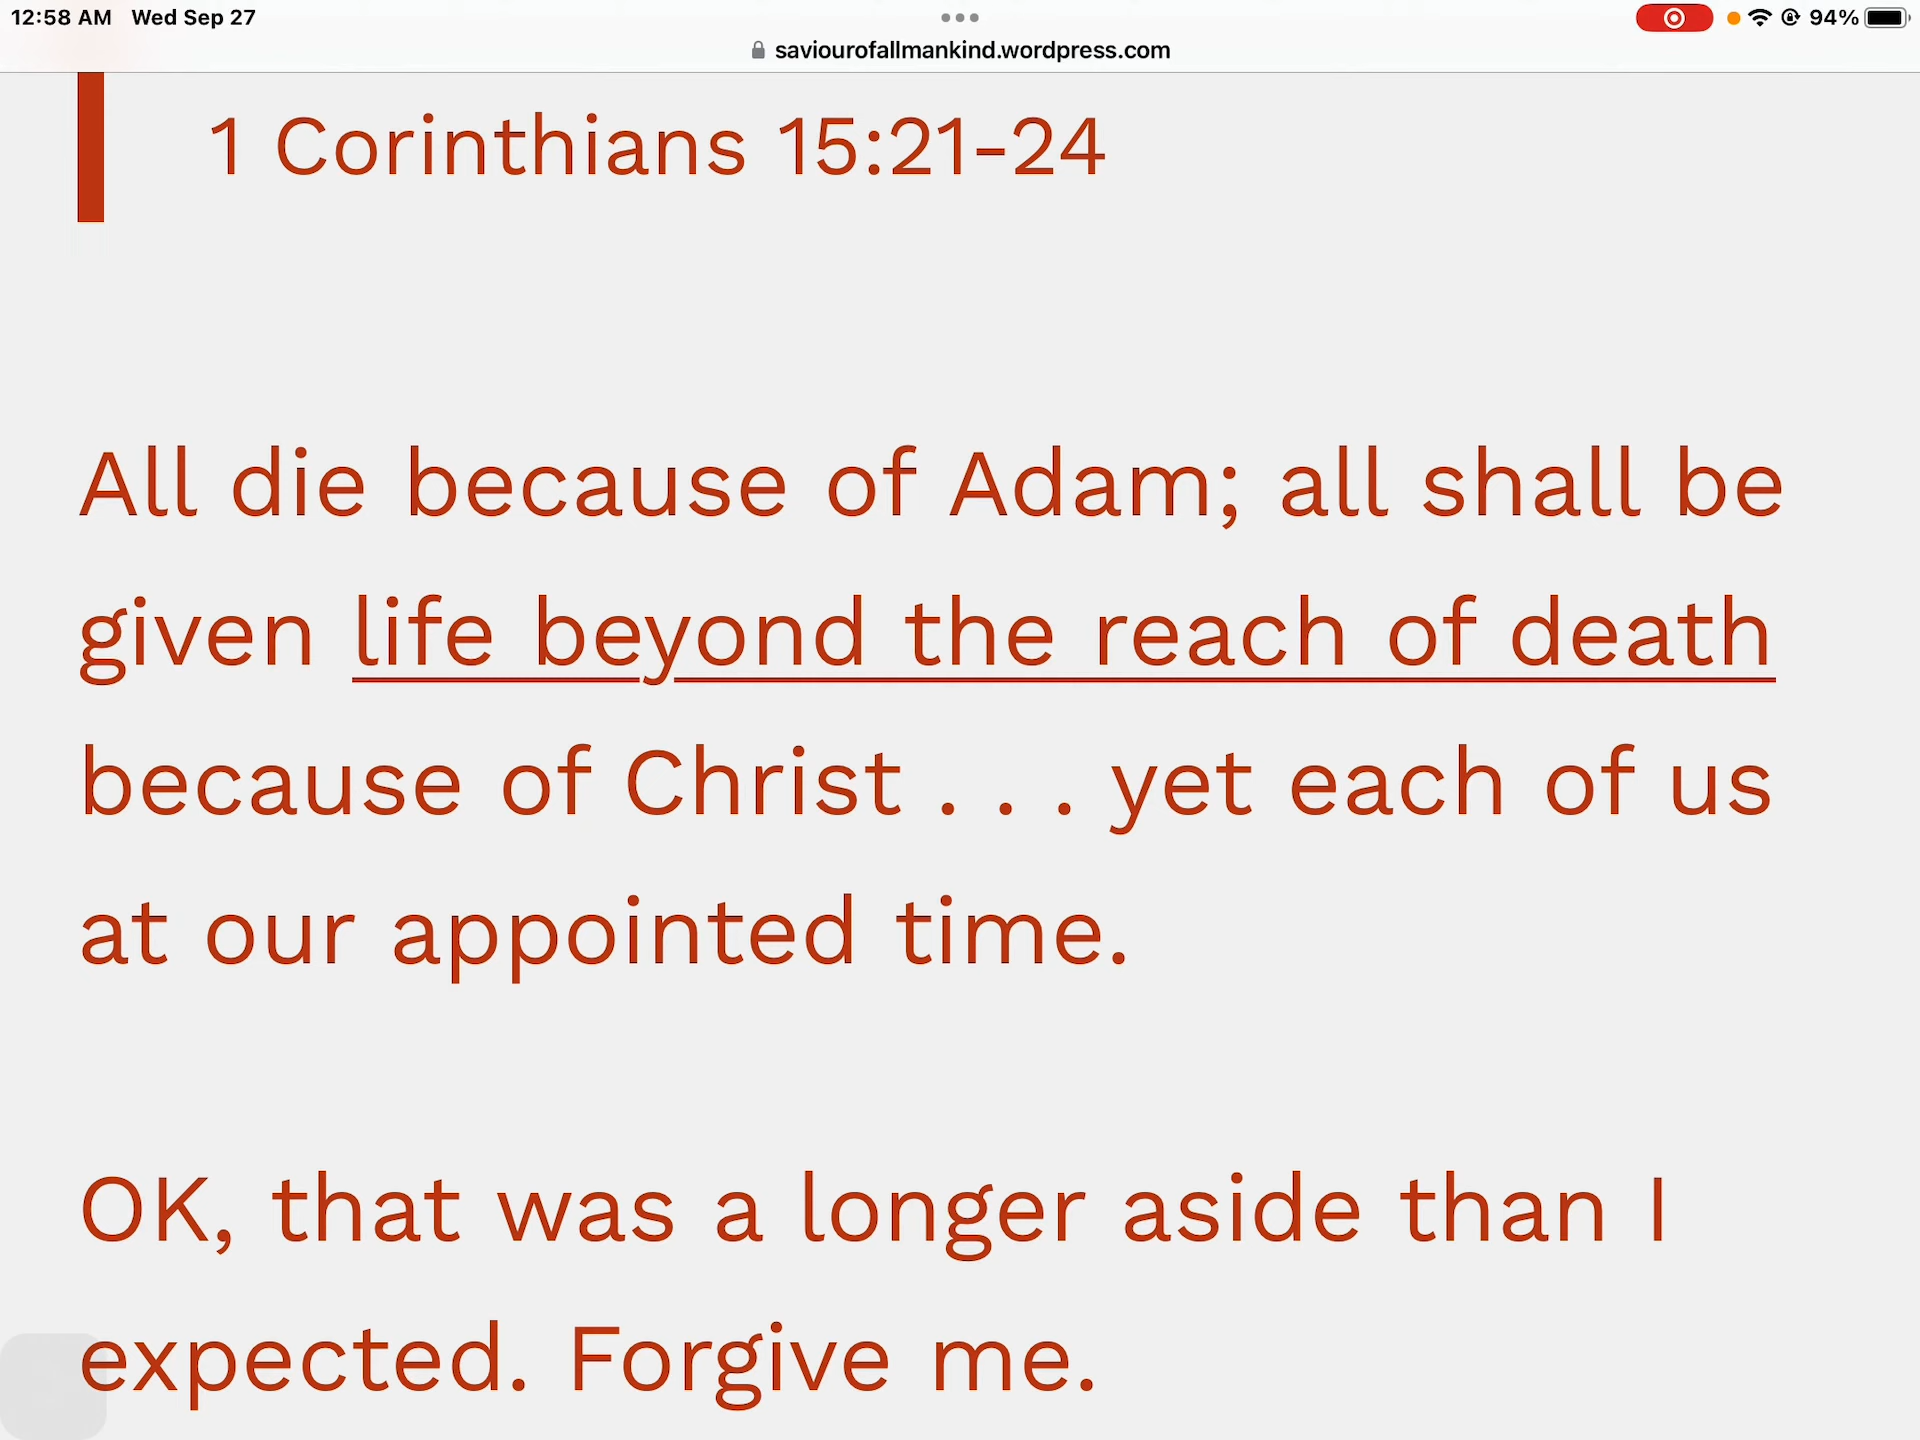 12:58 AM Wed Sep 27
94%
saviourofallmankind.wordpress.com
1 Corinthians 15:21-24
All die because of Adam; all shall be
given life beyond the reach of death
because of Christ . . . yet each of us
at our appointed time.
OK, that was a longer aside than I
expected. Forgive me.